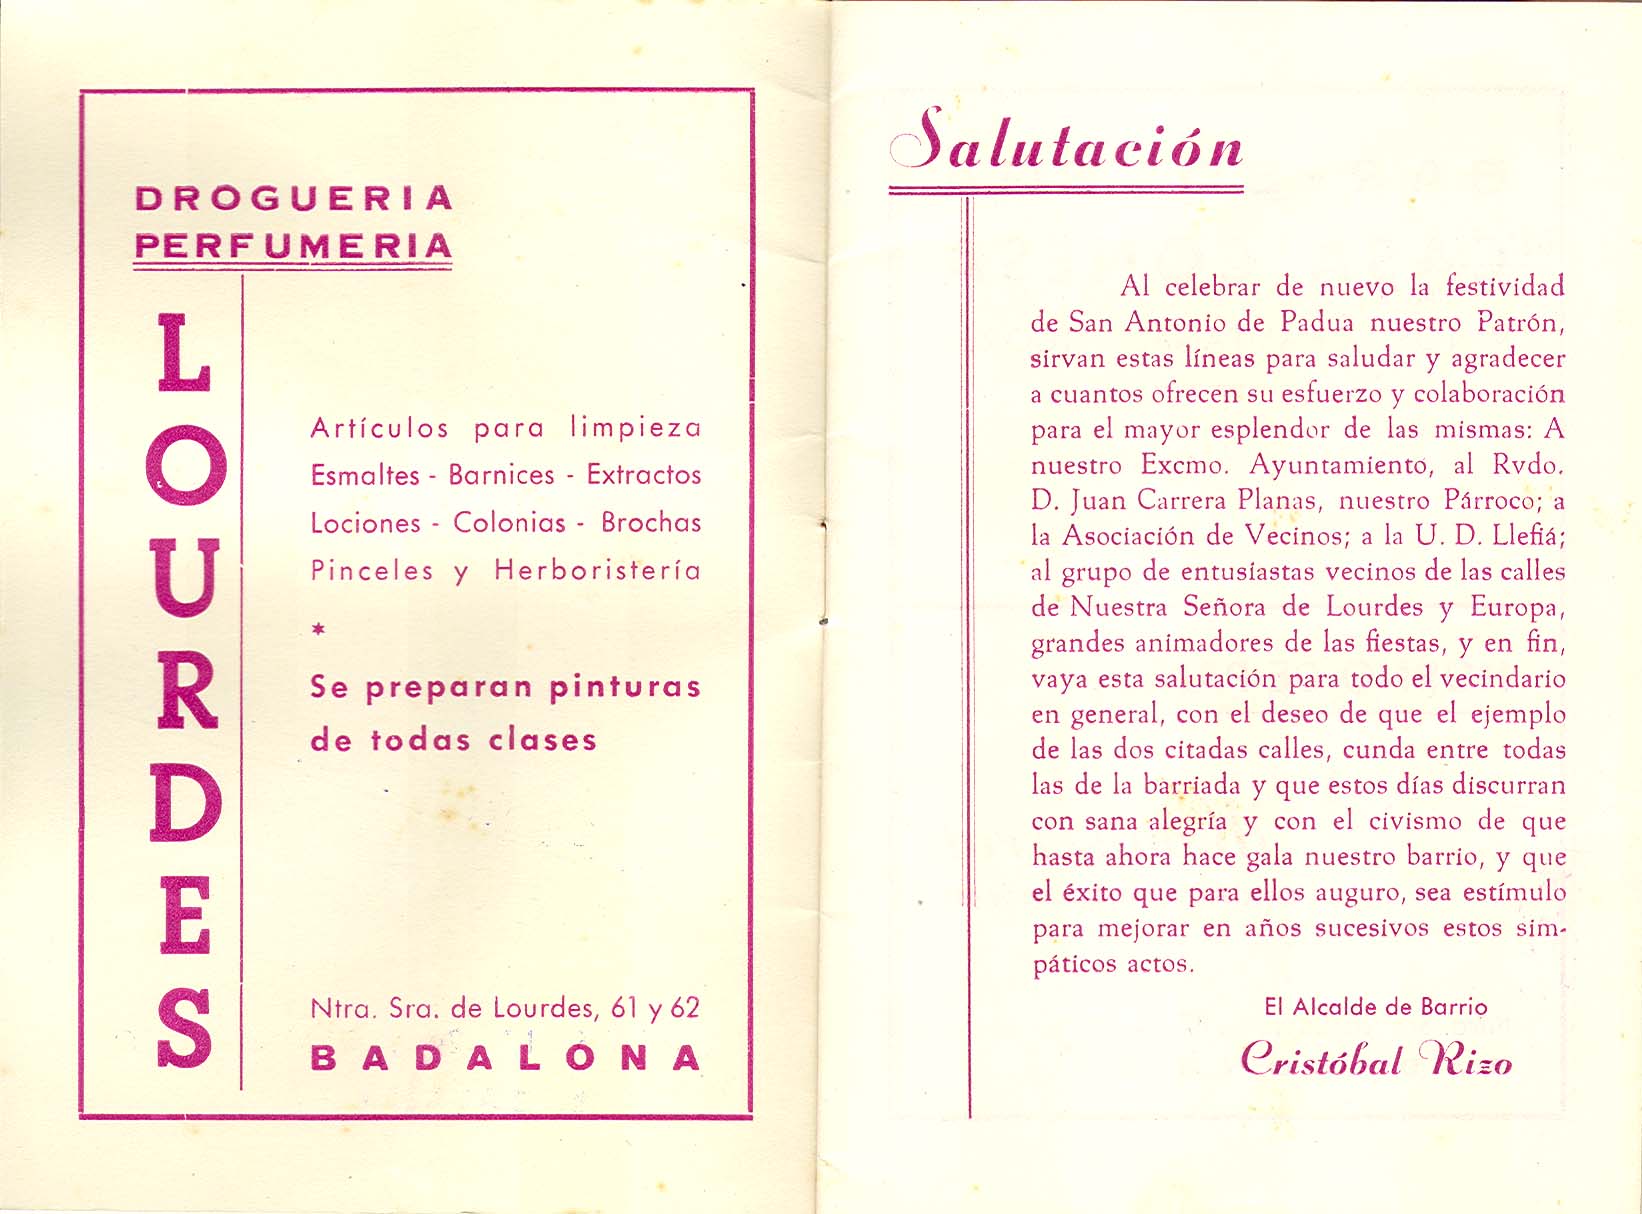 DROGUERIA
PERFUMERIA
LOURDES
Artículos para limpieza
Esmaltes - Barnices - Extractos
Lociones - Colonias - Brochas
Pinceles y Herboristería
*
Se preparan pinturas
de todas clases
Ntra. Sra. de Lourdes, 61 y 62
BADALONA
Salutación
Al celebrar de nuevo la festividad
de San Antonio de Padua nuestro Patrón,
sirvan estas líneas para saludar y agradecer
a cuantos ofrecen su esfuerzo y colaboración
para el mayor esplendor de las mismas: A
nuestro Excmo. Ayuntamiento, al Rvdo.
D. Juan Carrera Planas, nuestro Párroco; a
la Asociación de Vecinos; a la U. D. Llefiá;
al grupo de entusiastas vecinos de las calles
de Nuestra Señora de Lourdes y Europa,
grandes animadores de las fiestas, y en fin,
vaya esta salutación para todo el vecindario
en general, con el deseo de que el ejemplo
de las dos citadas calles, cunda entre todas
las de la barriada y que estos días discurran
con sana alegría y con el civismo de que
hasta ahora hace gala nuestro barrio, y que
el éxito que para ellos auguro, sea estímulo
para mejorar en años sucesivos estos sim-
páticos actos.
El Alcalde de Barrio
Cristóbal Rizo